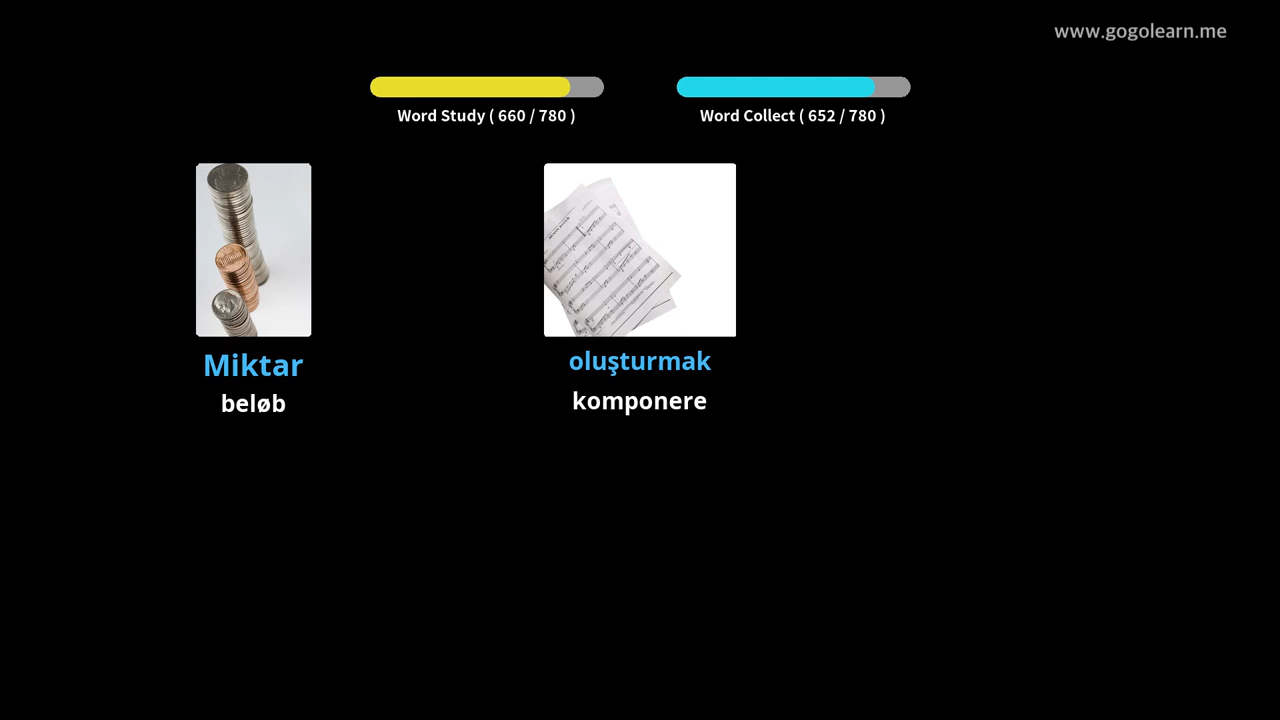 www.gogolearn.me
Word Study ( 660 / 780 )
Word Collect ( 652 / 780 )
Miktar
beløb
oluşturmak
komponere